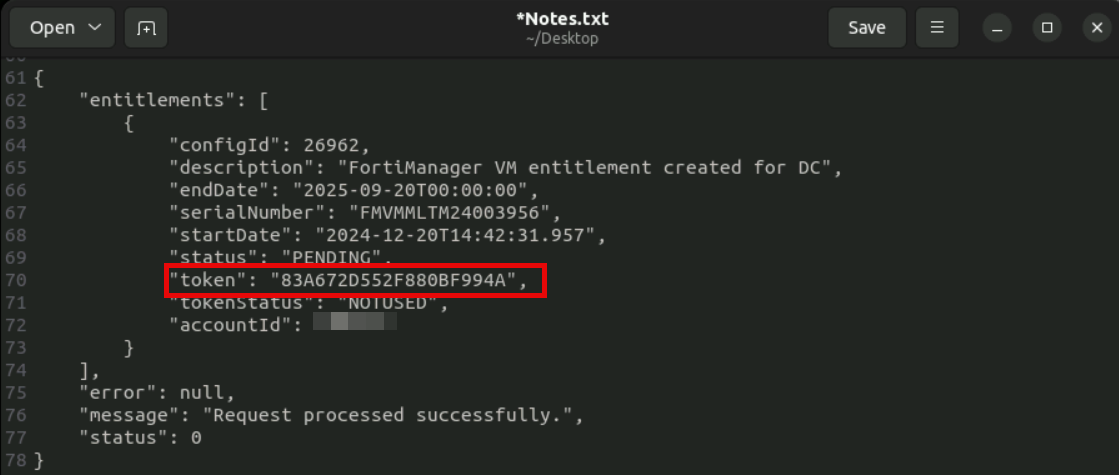 Open
*Notes.txt
~/Desktop
Save
61 {
62 "entitlements": [
63 {
64 "configId": 26962,
65 "description": "FortiManager VM entitlement created for DC",
66 "endDate": "2025-09-20T00:00:00",
67 "serialNumber": "FMVMMLTM24003956",
68 "startDate": "2024-12-20T14:42:31.957",
69 "status": "PENDING",
70 "token": "83A672D552F880BF994A",
71 "tokenStatus": "NOTUSED",
72 "accountId":
73 }
74 ],
75 "error": null,
76 "message": "Request processed successfully.",
77 "status": 0
78 }